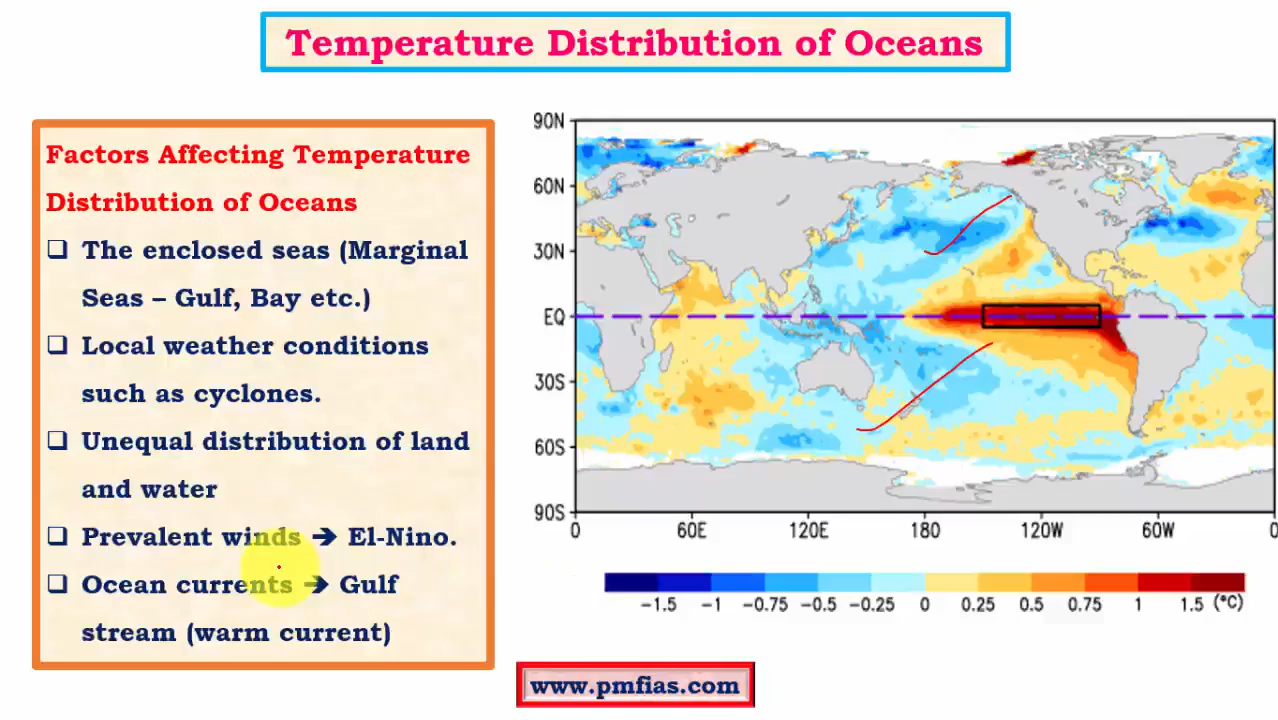 Temperature Distribution of Oceans
Factors Affecting Temperature
Distribution of Oceans
❑ The enclosed seas (Marginal
Seas – Gulf, Bay etc.)
❑ Local weather conditions
such as cyclones.
❑ Unequal distribution of land
and water
❑ Prevalent winds ➔ El-Nino.
❑ Ocean currents ➔ Gulf
stream (warm current)
90N
60N
30N
EQ
30S
60S
90S
0 60E 120E 180 120W 60W 0
−1.5 −1 −0.75 −0.5 −0.25 0 0.25 0.5 0.75 1 1.5 (°C)
www.pmfias.com